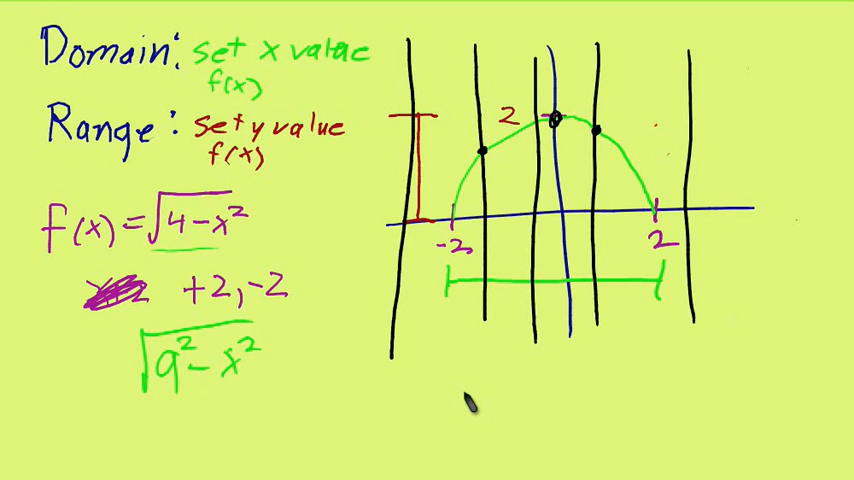 Domain: set x value
f(x)
Range: set y value
f(x)
f(x) = √4-x²
+2,-2
√a²-x²
2
-2
2